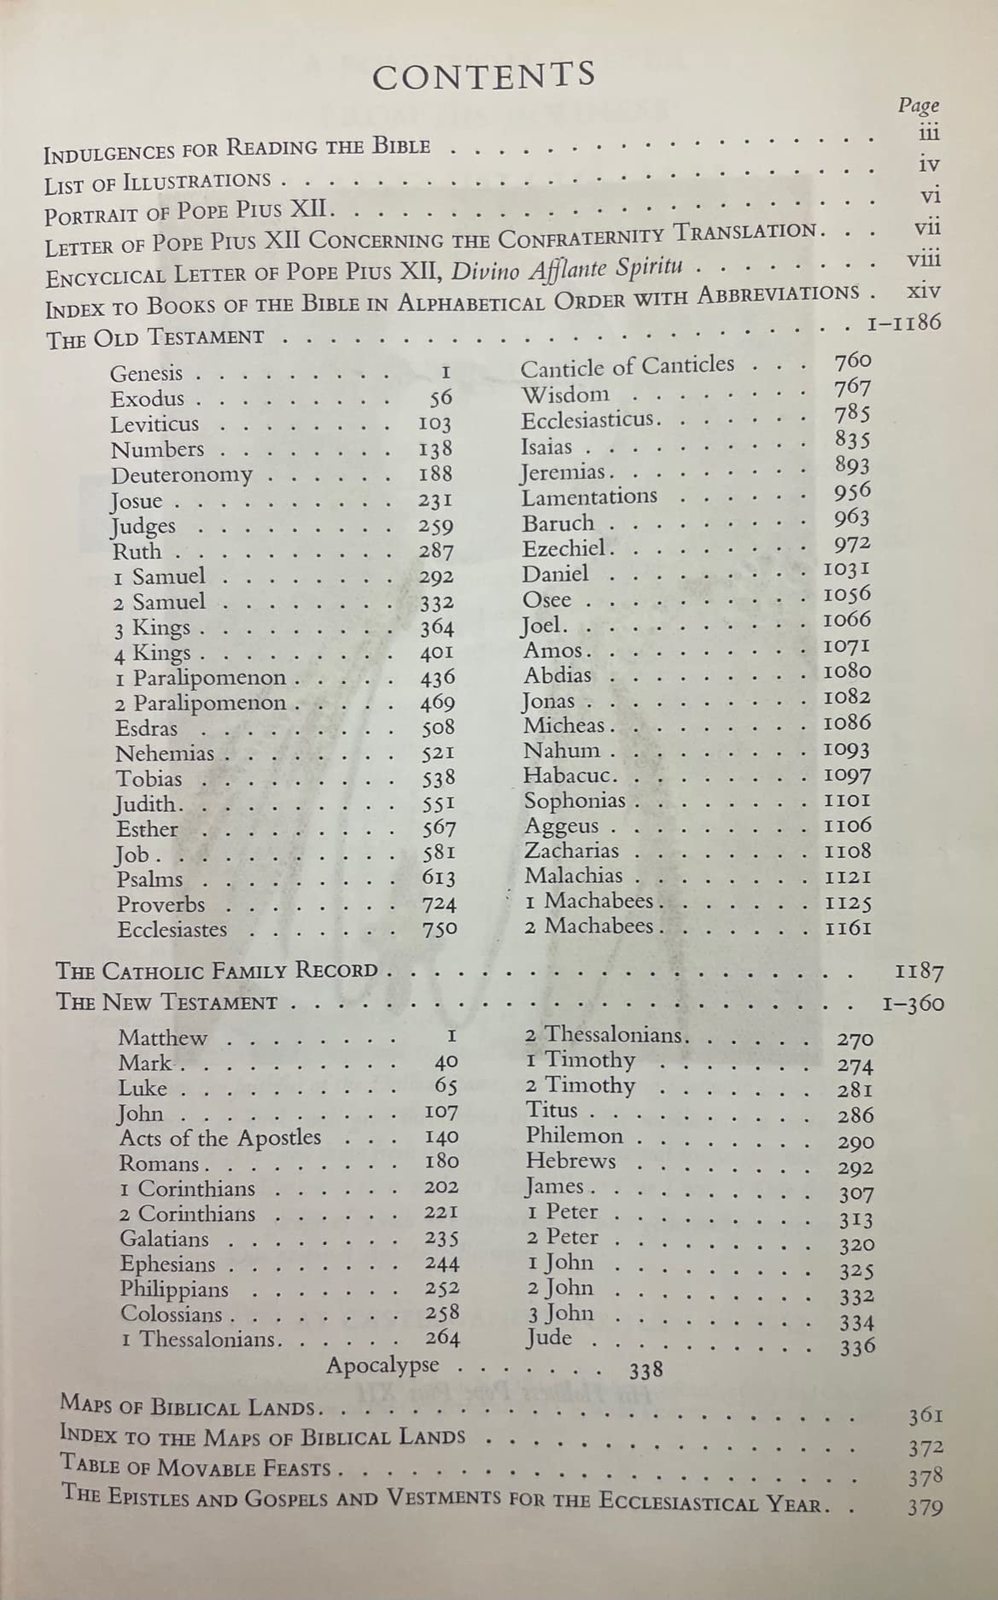 CONTENTS
Page
INDULGENCES FOR READING THE BIBLE . . . . . . . . . . . . . . . . . . iii
LIST OF ILLUSTRATIONS . . . . . . . . . . . . . . . . . . . . . . . . . iv
PORTRAIT OF POPE PIUS XII. . . . . . . . . . . . . . . . . . . . . . . vi
LETTER OF POPE PIUS XII CONCERNING THE CONFRATERNITY TRANSLATION. . . vii
ENCYCLICAL LETTER OF POPE PIUS XII, Divino Afflante Spiritu . . . . . . . . viii
INDEX TO BOOKS OF THE BIBLE IN ALPHABETICAL ORDER WITH ABBREVIATIONS . xiv
THE OLD TESTAMENT . . . . . . . . . . . . . . . . . . . . . . . . 1–1186
Genesis . . . . . . . . . 1
Exodus . . . . . . . . . 56
Leviticus . . . . . . . . 103
Numbers . . . . . . . . 138
Deuteronomy . . . . . . 188
Josue . . . . . . . . . . 231
Judges . . . . . . . . . 259
Ruth . . . . . . . . . . 287
1 Samuel . . . . . . . . 292
2 Samuel . . . . . . . . 332
3 Kings . . . . . . . . . 364
4 Kings . . . . . . . . . 401
1 Paralipomenon . . . . . 436
2 Paralipomenon . . . . . 469
Esdras . . . . . . . . . 508
Nehemias . . . . . . . . 521
Tobias . . . . . . . . . 538
Judith. . . . . . . . . . 551
Esther . . . . . . . . . 567
Job . . . . . . . . . . . 581
Psalms . . . . . . . . . 613
Proverbs . . . . . . . . 724
Ecclesiastes . . . . . . . 750
Canticle of Canticles . . . 760
Wisdom . . . . . . . . 767
Ecclesiasticus. . . . . . . 785
Isaias . . . . . . . . . . 835
Jeremias. . . . . . . . . 893
Lamentations . . . . . . 956
Baruch . . . . . . . . . 963
Ezechiel. . . . . . . . . 972
Daniel . . . . . . . . . 1031
Osee . . . . . . . . . . 1056
Joel. . . . . . . . . . . 1066
Amos. . . . . . . . . . 1071
Abdias . . . . . . . . . 1080
Jonas . . . . . . . . . . 1082
Micheas. . . . . . . . . 1086
Nahum . . . . . . . . . 1093
Habacuc. . . . . . . . . 1097
Sophonias . . . . . . . . 1101
Aggeus . . . . . . . . . 1106
Zacharias . . . . . . . . 1108
Malachias . . . . . . . . 1121
1 Machabees. . . . . . . 1125
2 Machabees. . . . . . . 1161
THE CATHOLIC FAMILY RECORD . . . . . . . . . . . . . . . . . . . . 1187
THE NEW TESTAMENT . . . . . . . . . . . . . . . . . . . . . . . . 1–360
Matthew . . . . . . . . 1
Mark . . . . . . . . . . 40
Luke . . . . . . . . . . 65
John . . . . . . . . . . 107
Acts of the Apostles . . . 140
Romans. . . . . . . . . 180
1 Corinthians . . . . . . 202
2 Corinthians . . . . . . 221
Galatians . . . . . . . . 235
Ephesians . . . . . . . . 244
Philippians . . . . . . . 252
Colossians . . . . . . . . 258
1 Thessalonians. . . . . . 264
2 Thessalonians. . . . . . 270
1 Timothy . . . . . . . 274
2 Timothy . . . . . . . 281
Titus . . . . . . . . . . 286
Philemon . . . . . . . . 290
Hebrews . . . . . . . . 292
James . . . . . . . . . . 307
1 Peter . . . . . . . . . 313
2 Peter . . . . . . . . . 320
1 John . . . . . . . . . 325
2 John . . . . . . . . . 332
3 John . . . . . . . . . 334
Jude . . . . . . . . . . 336
Apocalypse . . . . . . . 338
MAPS OF BIBLICAL LANDS. . . . . . . . . . . . . . . . . . . . . . . 361
INDEX TO THE MAPS OF BIBLICAL LANDS . . . . . . . . . . . . . . . . 372
TABLE OF MOVABLE FEASTS . . . . . . . . . . . . . . . . . . . . . . 378
THE EPISTLES AND GOSPELS AND VESTMENTS FOR THE ECCLESIASTICAL YEAR. . 379